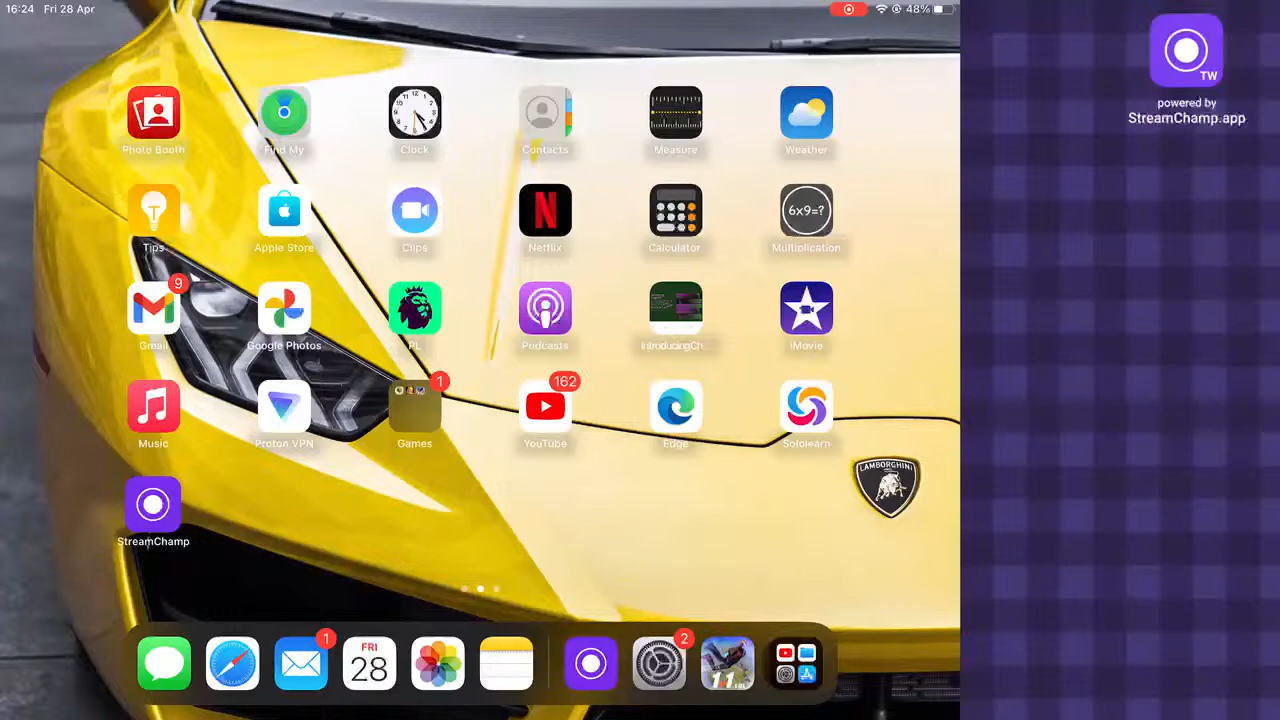 16:24 Fri 28 Apr
48%
TW
powered by
StreamChamp.app
Photo Booth
Find My
Clock
Contacts
Measure
Weather
6x9=?
Tips
Apple Store
Clips
Netflix
Calculator
Multiplication
9
Gmail
Google Photos
PL
Podcasts
IntroducingCh...
iMovie
1
162
Music
Proton VPN
Games
YouTube
Edge
Sololearn
LAMBORGHINI
StreamChamp
1
FRI
28
2
1.1